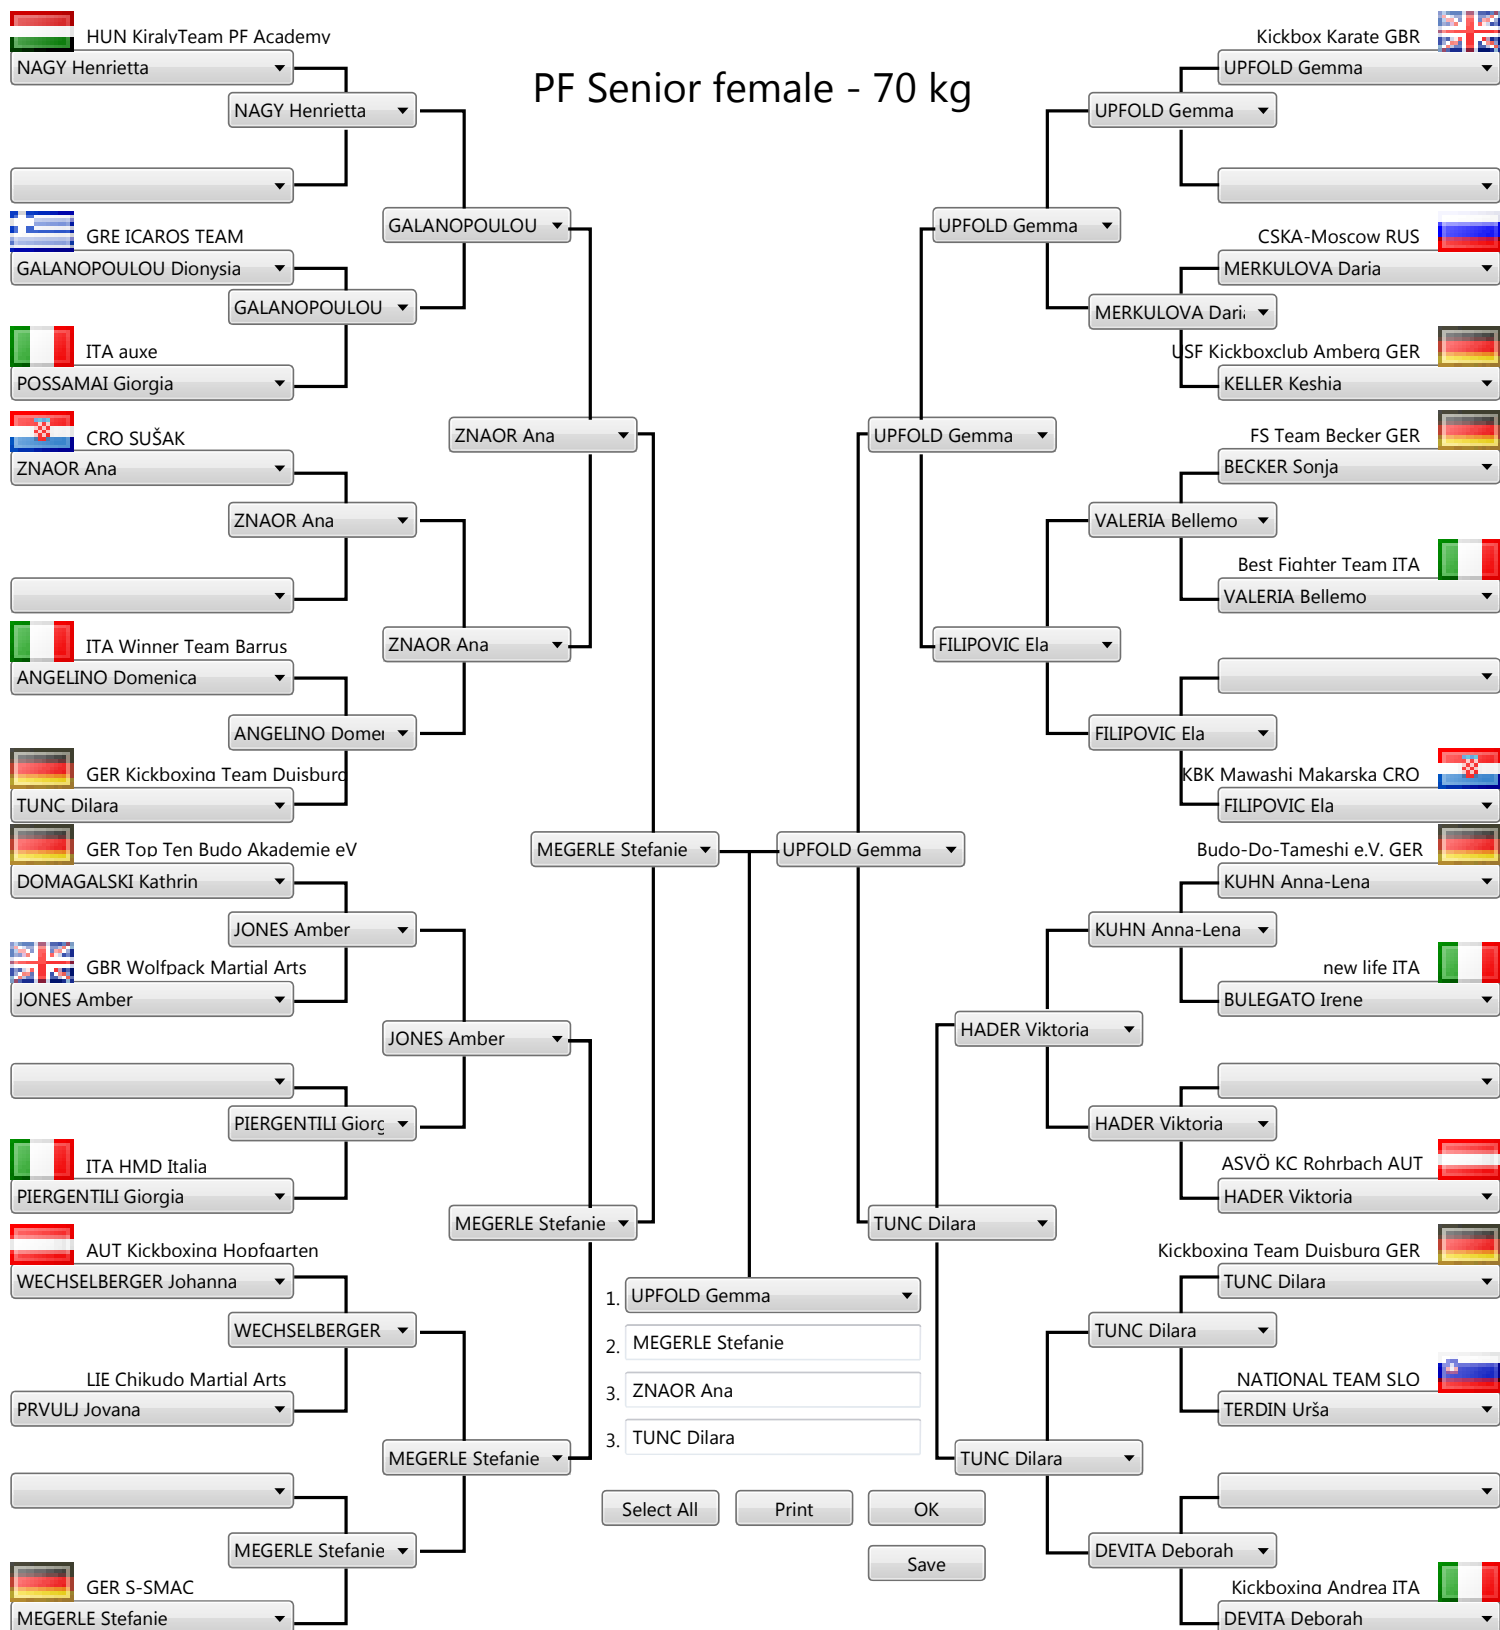 PF Senior female - 70 kg
HUN KiralyTeam PF Academy
NAGY Henrietta
NAGY Henrietta
GRE ICAROS TEAM
GALANOPOULOU Dionysia
GALANOPOULOU
GALANOPOULOU
ITA auxe
POSSAMAI Giorgia
CRO SUŠAK
ZNAOR Ana
ZNAOR Ana
ZNAOR Ana
ZNAOR Ana
ITA Winner Team Barrus
ANGELINO Domenica
ANGELINO Domer
GER Kickboxing Team Duisburg
TUNC Dilara
GER Top Ten Budo Akademie eV
DOMAGALSKI Kathrin
JONES Amber
GBR Wolfpack Martial Arts
JONES Amber
JONES Amber
PIERGENTILI Giorg
ITA HMD Italia
PIERGENTILI Giorgia
MEGERLE Stefanie
MEGERLE Stefanie
AUT Kickboxing Hopfgarten
WECHSELBERGER Johanna
WECHSELBERGER
LIE Chikudo Martial Arts
PRVULJ Jovana
MEGERLE Stefanie
MEGERLE Stefanie
GER S-SMAC
MEGERLE Stefanie
Kickbox Karate GBR
UPFOLD Gemma
UPFOLD Gemma
UPFOLD Gemma
CSKA-Moscow RUS
MERKULOVA Daria
MERKULOVA Daria
USF Kickboxclub Amberg GER
KELLER Keshia
UPFOLD Gemma
FS Team Becker GER
BECKER Sonja
VALERIA Bellemo
Best Fighter Team ITA
VALERIA Bellemo
FILIPOVIC Ela
FILIPOVIC Ela
KBK Mawashi Makarska CRO
FILIPOVIC Ela
UPFOLD Gemma
Budo-Do-Tameshi e.V. GER
KUHN Anna-Lena
KUHN Anna-Lena
new life ITA
BULEGATO Irene
HADER Viktoria
HADER Viktoria
ASVÖ KC Rohrbach AUT
HADER Viktoria
TUNC Dilara
Kickboxing Team Duisburg GER
TUNC Dilara
TUNC Dilara
NATIONAL TEAM SLO
TERDIN Urša
TUNC Dilara
DEVITA Deborah
Kickboxing Andrea ITA
DEVITA Deborah
1. UPFOLD Gemma
2. MEGERLE Stefanie
3. ZNAOR Ana
3. TUNC Dilara
Select All Print OK
Save